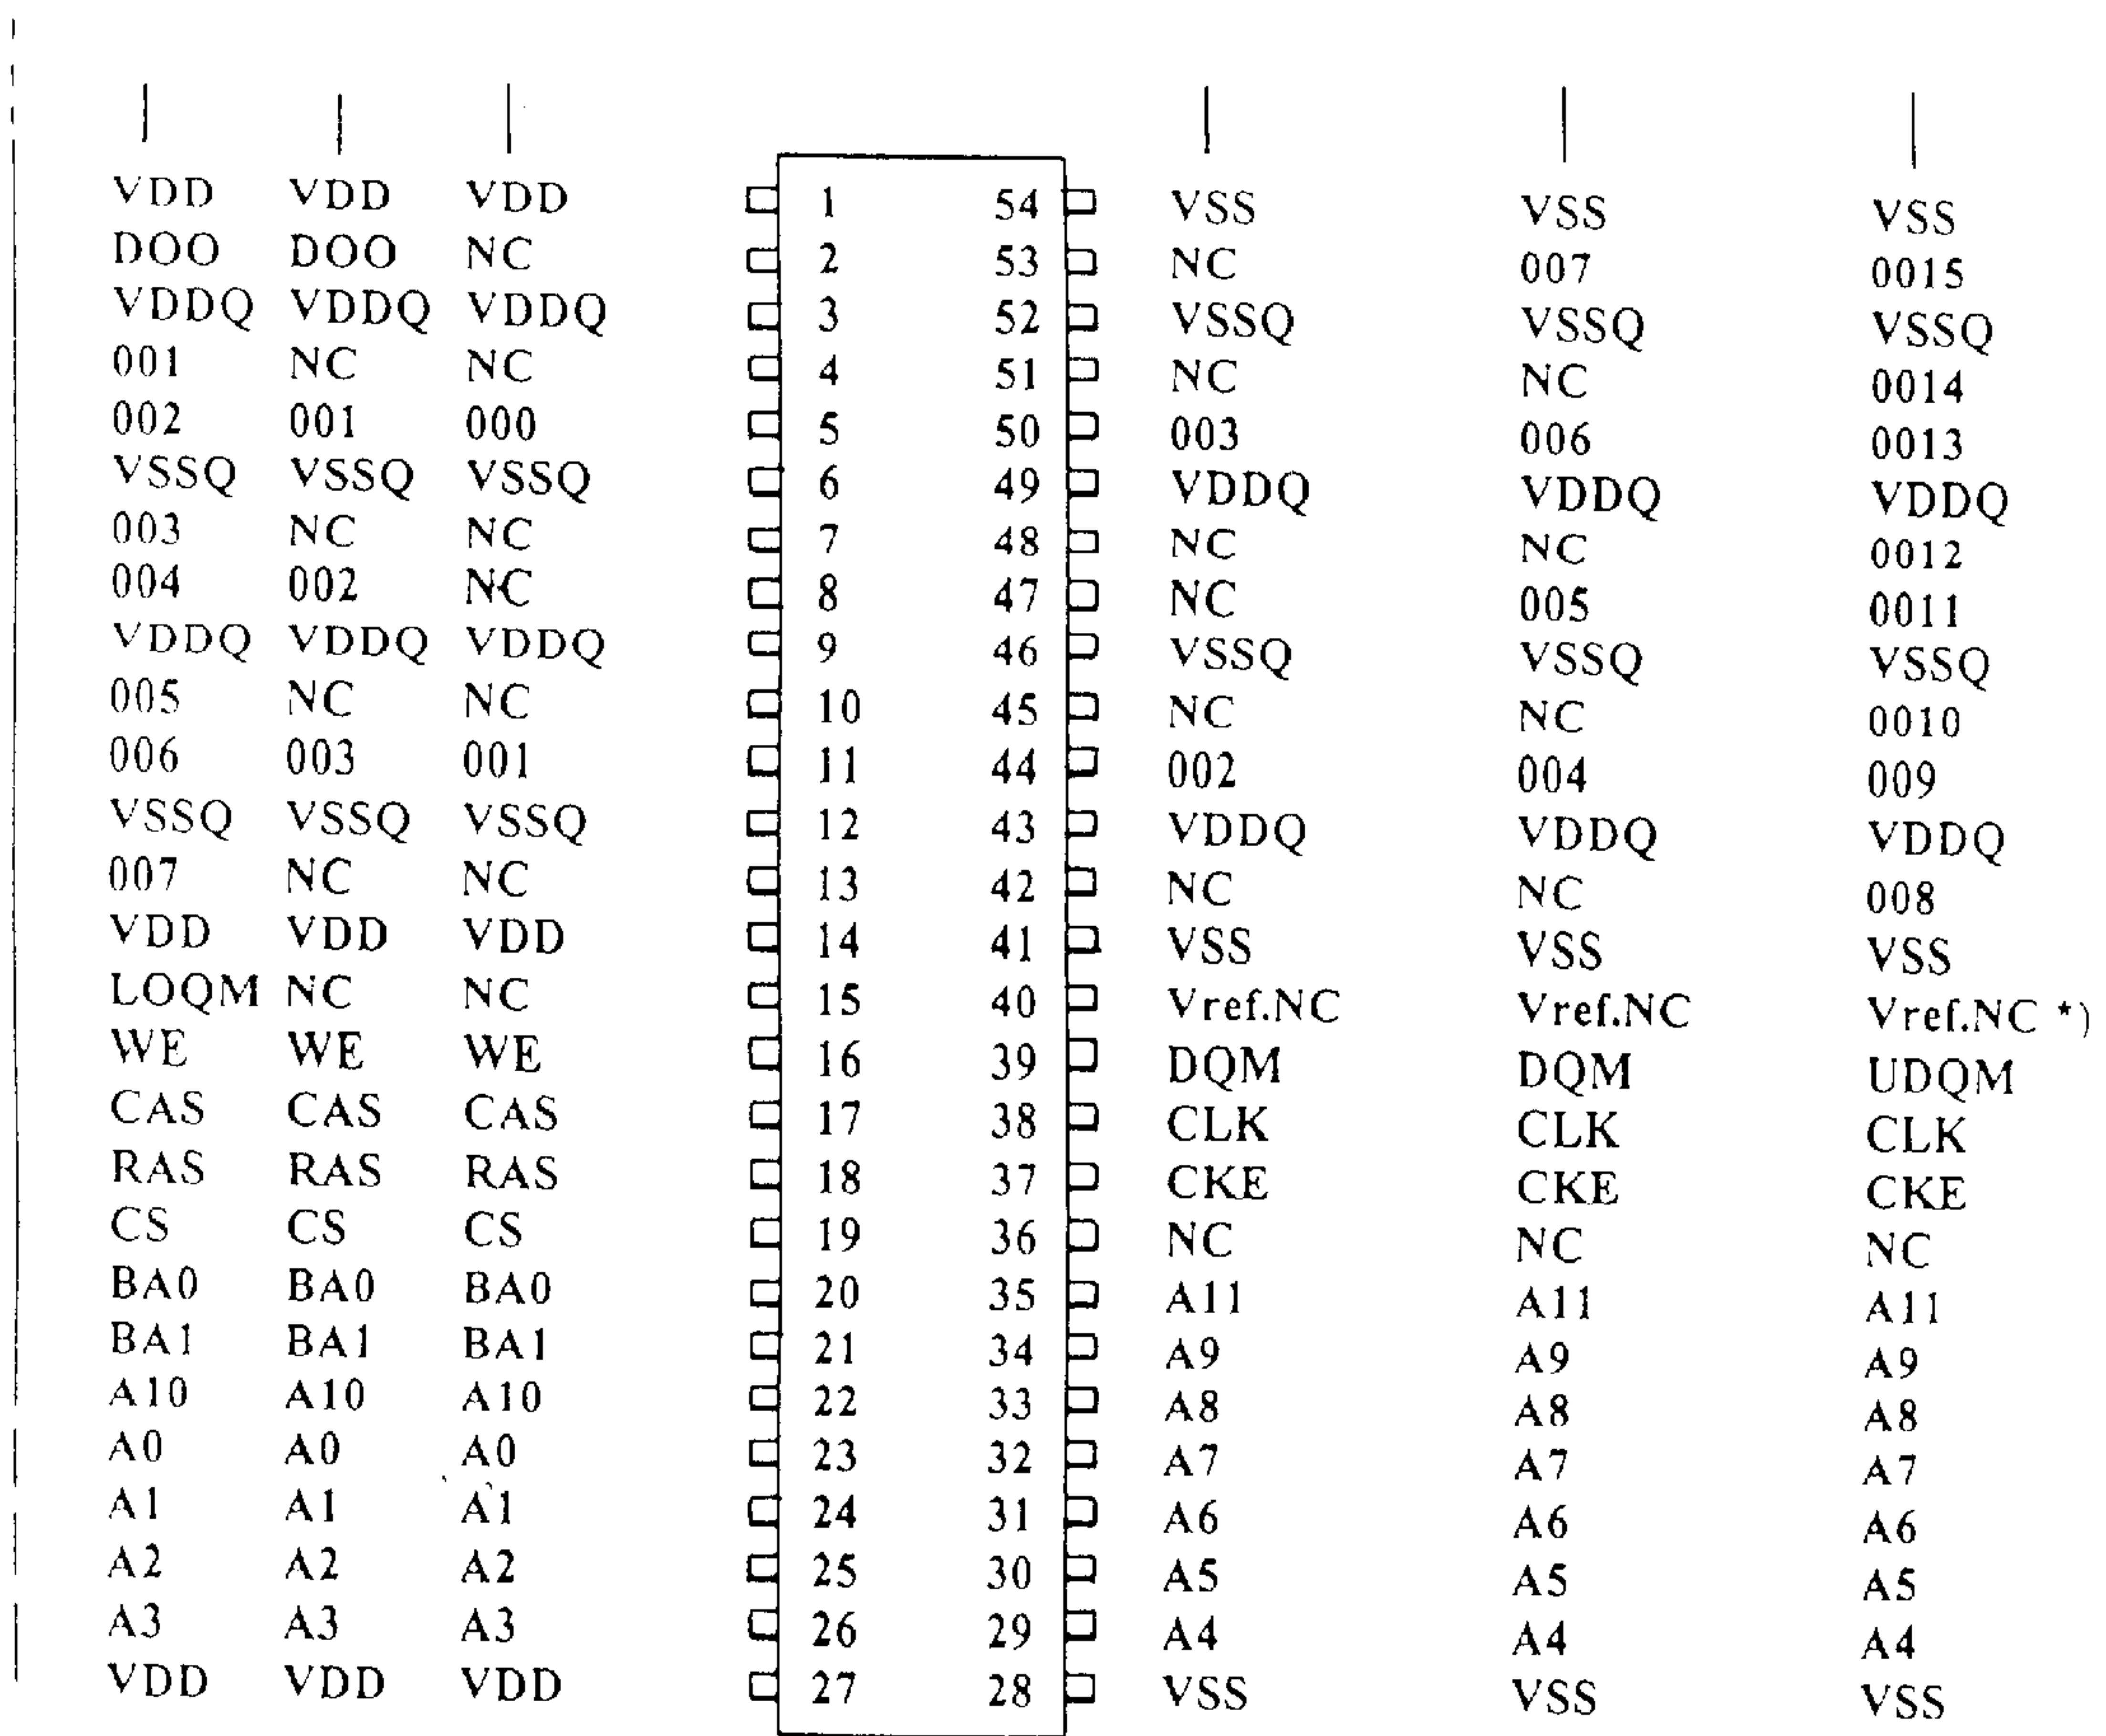 VDD VDD VDD 1 54 VSS VSS VSS
DOO DOO NC 2 53 NC 007 0015
VDDQ VDDQ VDDQ 3 52 VSSQ VSSQ VSSQ
001 NC NC 4 51 NC NC 0014
002 001 000 5 50 003 006 0013
VSSQ VSSQ VSSQ 6 49 VDDQ VDDQ VDDQ
003 NC NC 7 48 NC NC 0012
004 002 NC 8 47 NC 005 0011
VDDQ VDDQ VDDQ 9 46 VSSQ VSSQ VSSQ
005 NC NC 10 45 NC NC 0010
006 003 001 11 44 002 004 009
VSSQ VSSQ VSSQ 12 43 VDDQ VDDQ VDDQ
007 NC NC 13 42 NC NC 008
VDD VDD VDD 14 41 VSS VSS VSS
LOQM NC NC 15 40 Vref.NC Vref.NC Vref.NC *)
WE WE WE 16 39 DQM DQM UDQM
CAS CAS CAS 17 38 CLK CLK CLK
RAS RAS RAS 18 37 CKE CKE CKE
CS CS CS 19 36 NC NC NC
BA0 BA0 BA0 20 35 A11 A11 A11
BA1 BA1 BA1 21 34 A9 A9 A9
A10 A10 A10 22 33 A8 A8 A8
A0 A0 A0 23 32 A7 A7 A7
A1 A1 A1 24 31 A6 A6 A6
A2 A2 A2 25 30 A5 A5 A5
A3 A3 A3 26 29 A4 A4 A4
VDD VDD VDD 27 28 VSS VSS VSS